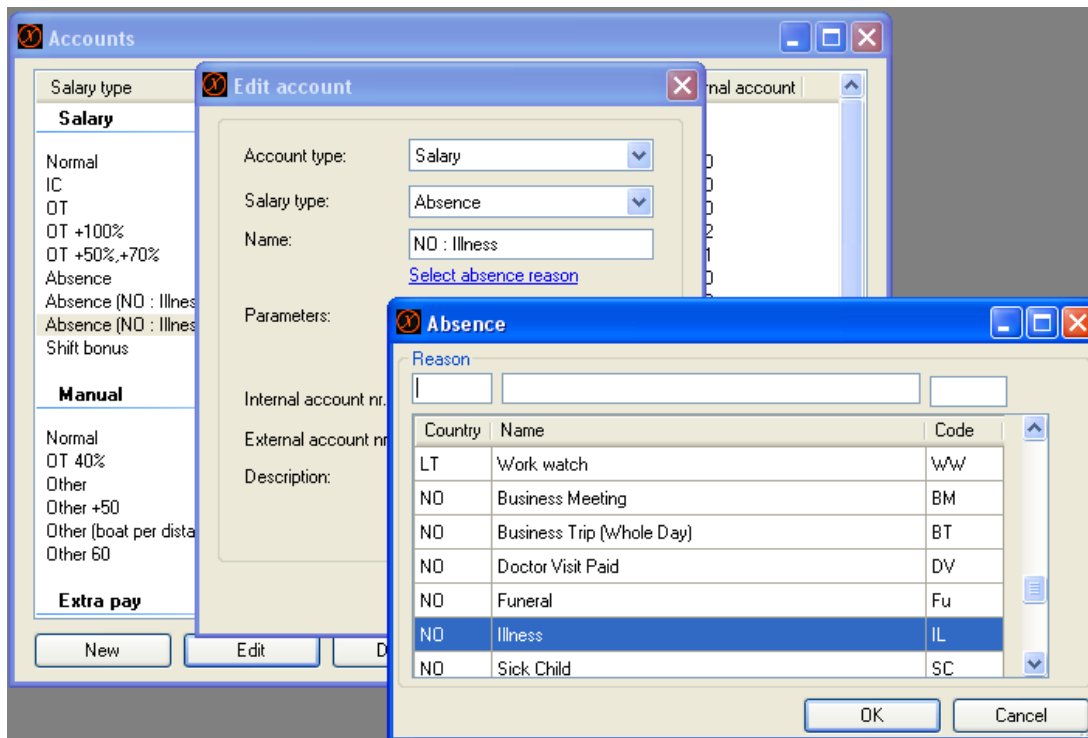 Accounts
Salary type
nal account
Salary
Normal
IC
OT
OT +100%
OT +50%,+70%
Absence
Absence (NO : Illnes
Absence (NO : Illnes
Shift bonus
Manual
Normal
OT 40%
Other
Other +50
Other (boat per dista
Other 60
Extra pay
New
Edit
D
Edit account
Account type: Salary
Salary type: Absence
Name: NO : Illness
Select absence reason
Parameters:
Internal account nr.
External account nr
Description:
Absence
Reason
Country Name Code
LT Work watch WW
NO Business Meeting BM
NO Business Trip (Whole Day) BT
NO Doctor Visit Paid DV
NO Funeral Fu
NO Illness IL
NO Sick Child SC
OK Cancel